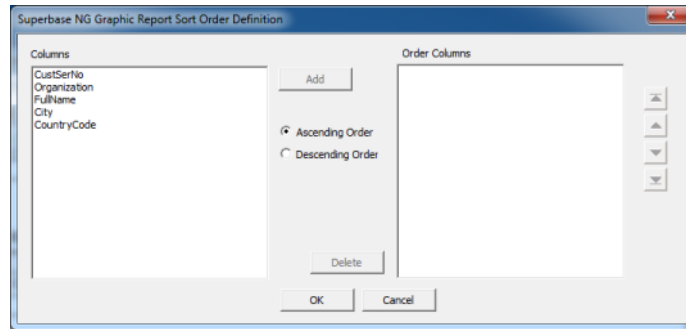 Superbase NG Graphic Report Sort Order Definition
Columns
CustSerNo
Organization
FullName
City
CountryCode
Add
Ascending Order
Descending Order
Delete
Order Columns
OK
Cancel